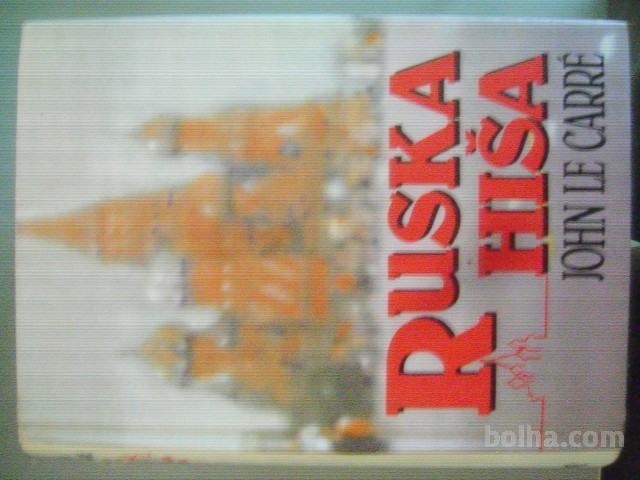 RUSKA
HIŠA
JOHN LE CARRÉ
bolha.com